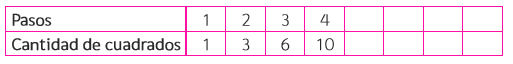 Pasos 1 2 3 4
Cantidad de cuadrados 1 3 6 10